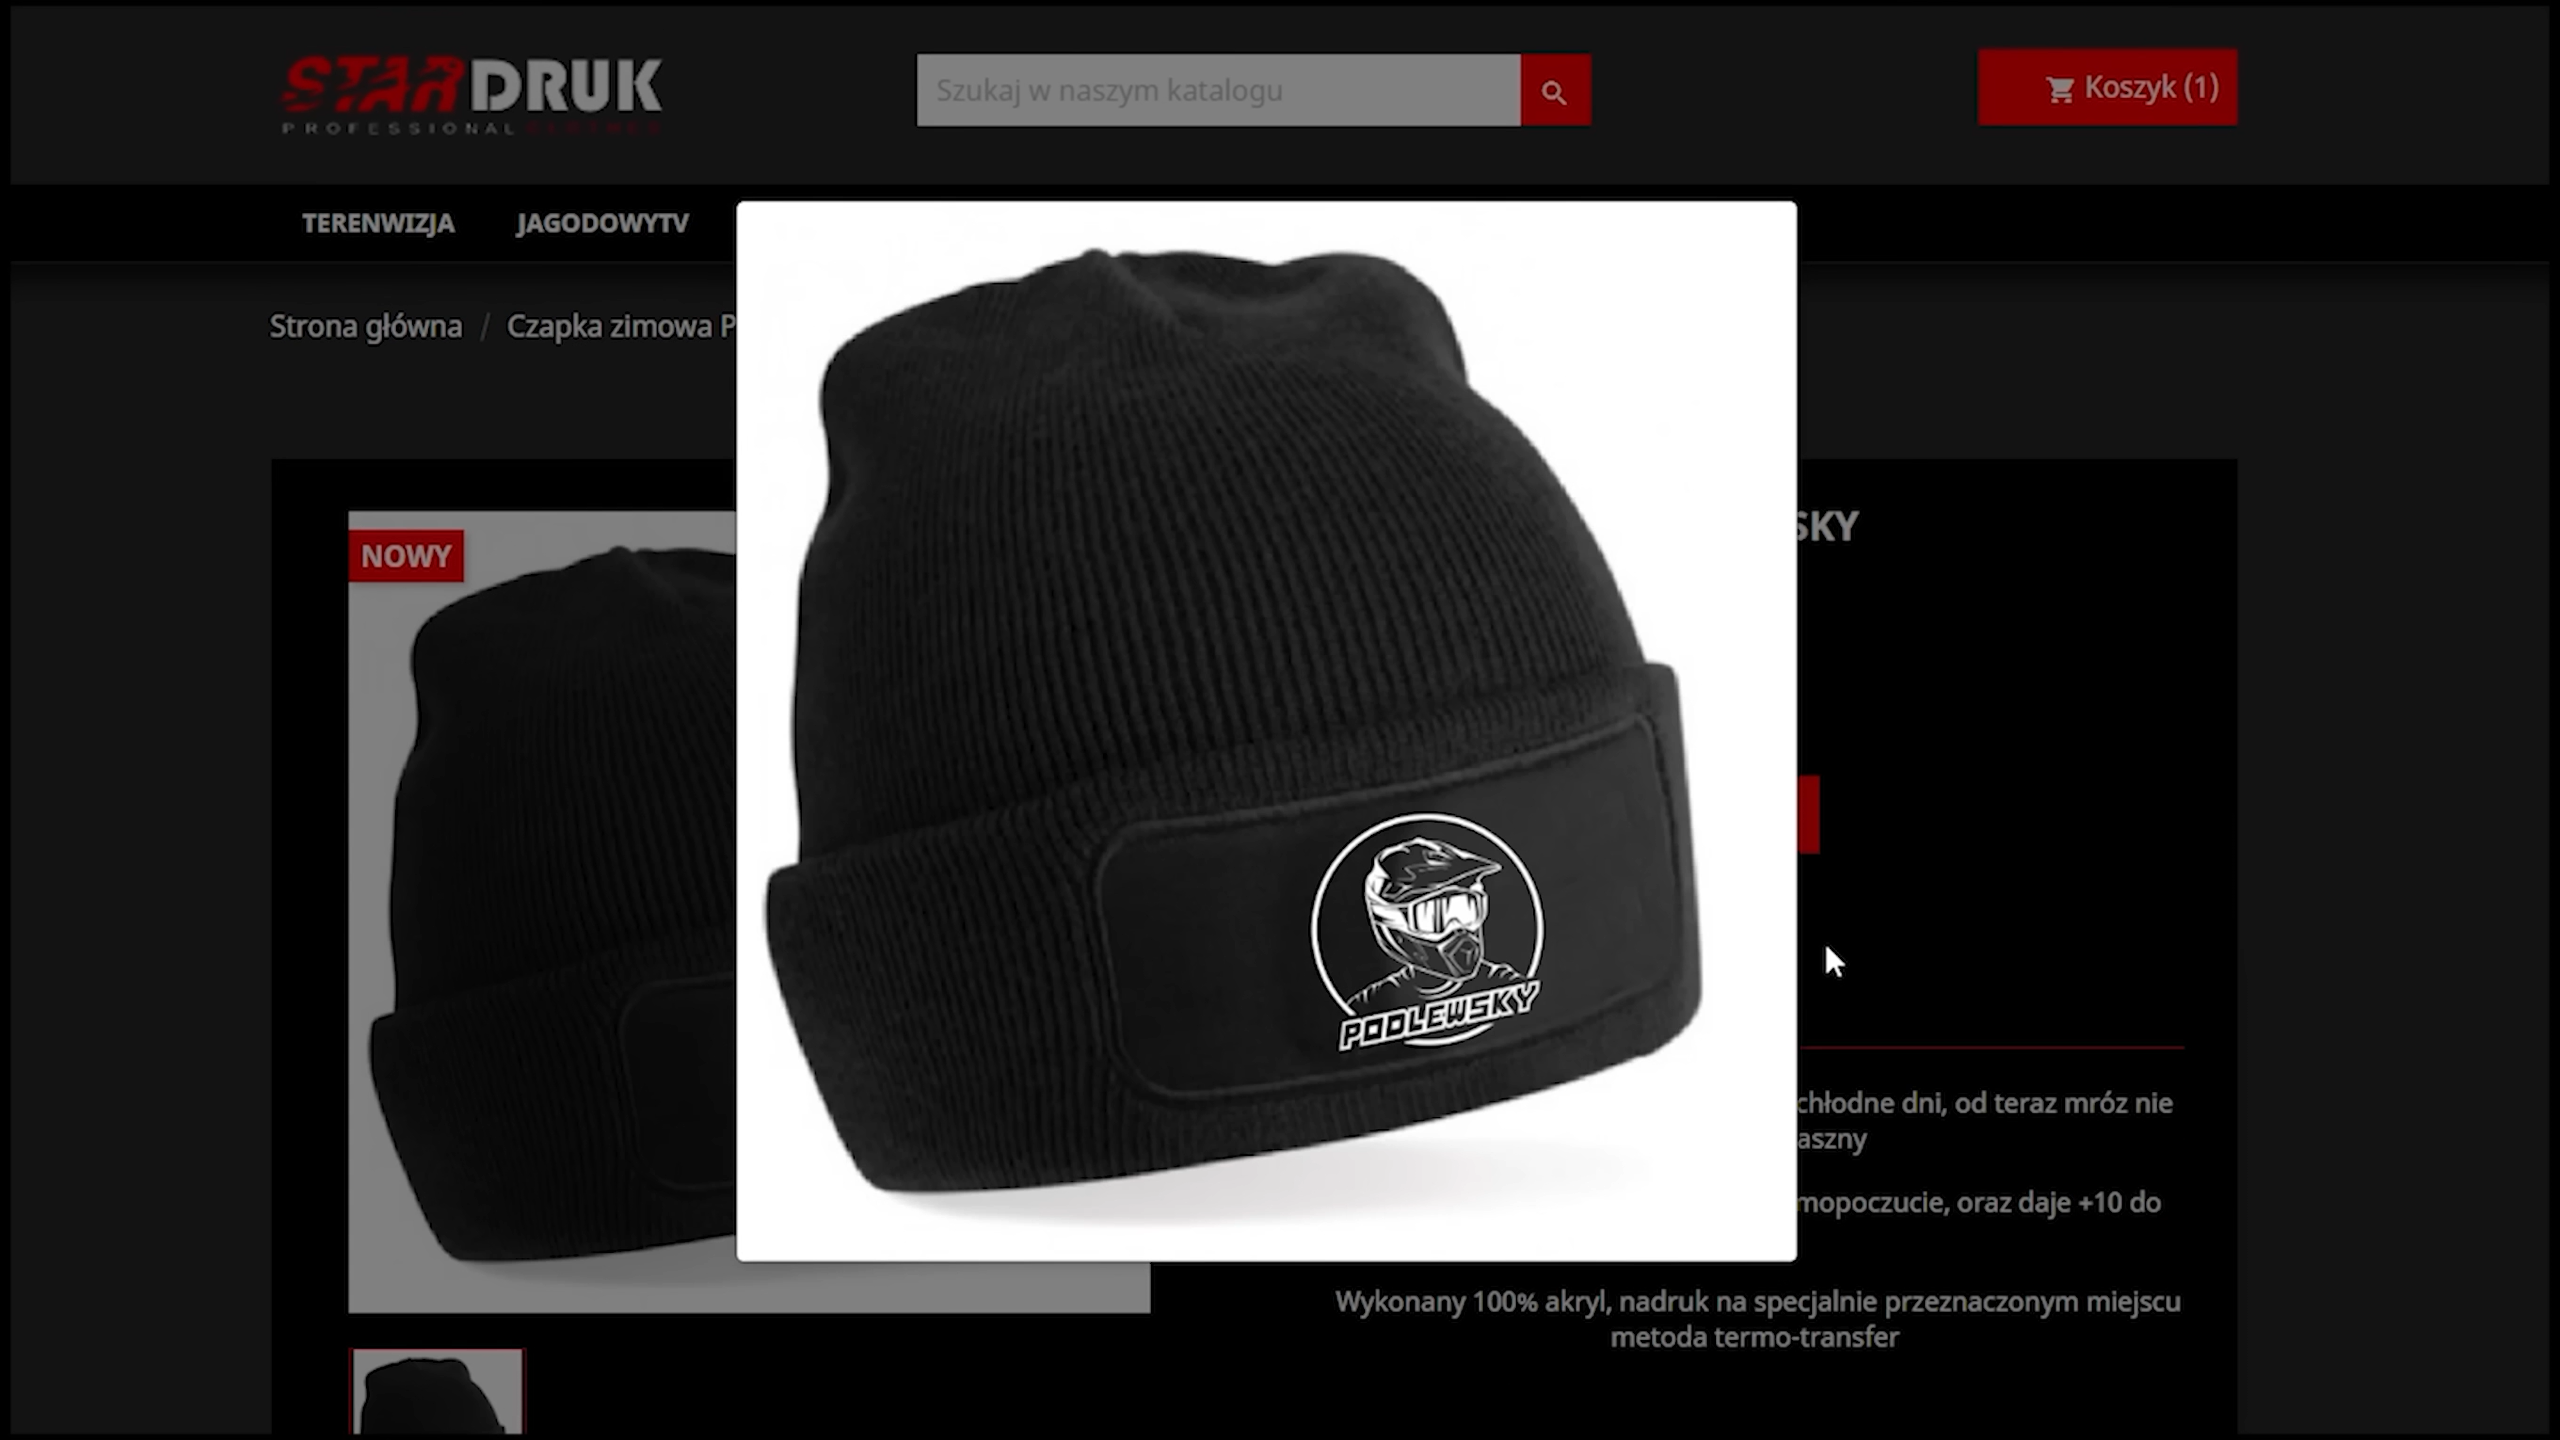 STARDRUK
PROFESSIONAL CLOTHES
Szukaj w naszym katalogu
Koszyk (1)
TERENWIZJA
JAGODOWYTV
Strona główna / Czapka zimowa P
NOWY
SKY
PODLEWSKY
chłodne dni, od teraz mróz nie
aszny
mopoczucie, oraz daje +10 do
Wykonany 100% akryl, nadruk na specjalnie przeznaczonym miejscu
metoda termo-transfer